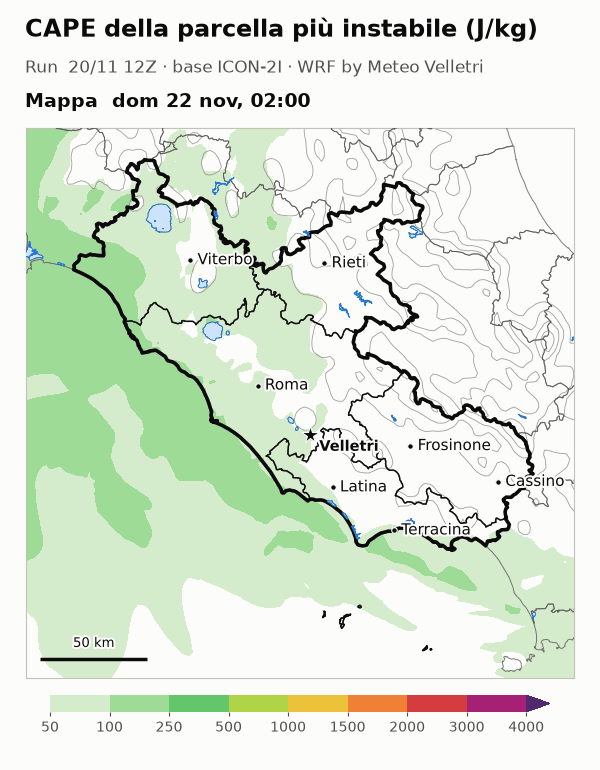 CAPE della parcella più instabile (J/kg)
Run  20/11 12Z · base ICON-2I · WRF by Meteo Velletri
Mappa  dom 22 nov, 02:00
Viterbo
Rieti
Roma
Velletri
Frosinone
Cassino
Latina
Terracina
50 km
50 100 250 500 1000 1500 2000 3000 4000